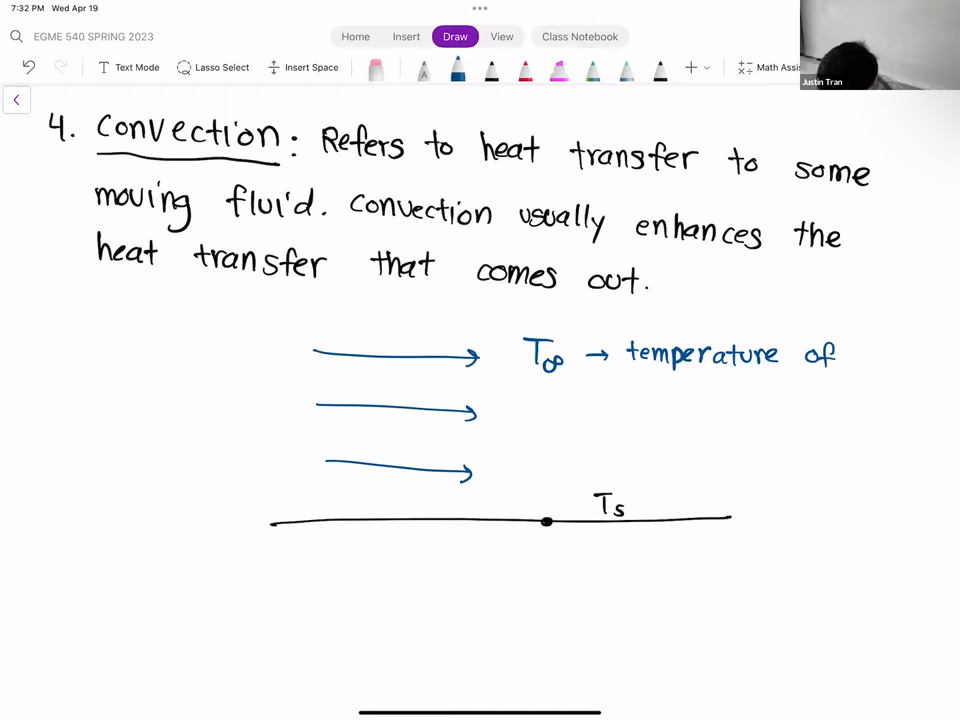 7:32 PM Wed Apr 19
EGME 540 SPRING 2023
Home Insert Draw View Class Notebook
Text Mode Lasso Select Insert Space Math Assis
Justin Tran
4. Convection: Refers to heat transfer to some
moving fluid. Convection usually enhances the
heat transfer that comes out.
T∞ → temperature of
Ts